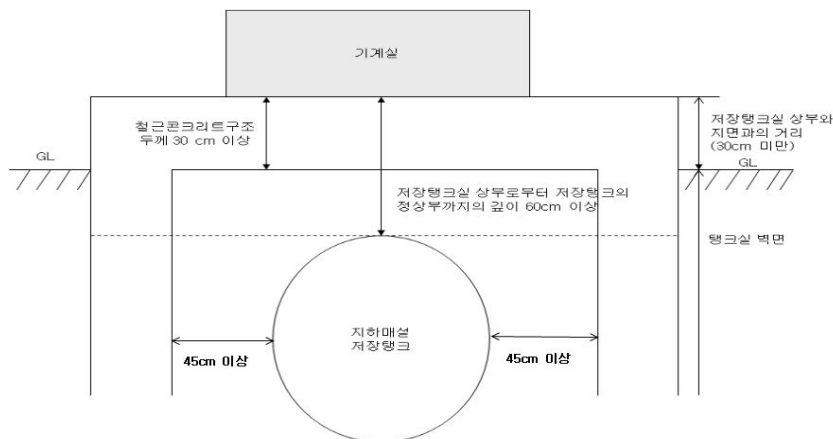 기계실
철근콘크리트구조
두께 30 cm 이상
저장탱크실 상부와
지면과의 거리
(30cm 미만)
GL
GL
저장탱크실 상부로부터 저장탱크의
정상부까지의 깊이 60cm 이상
탱크실 벽면
지하매설
저장탱크
45cm 이상
45cm 이상